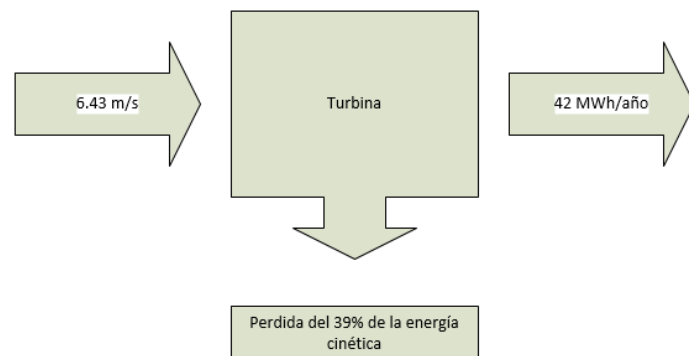 6.43 m/s
Turbina
42 MWh/año
Perdida del 39% de la energía
cinética